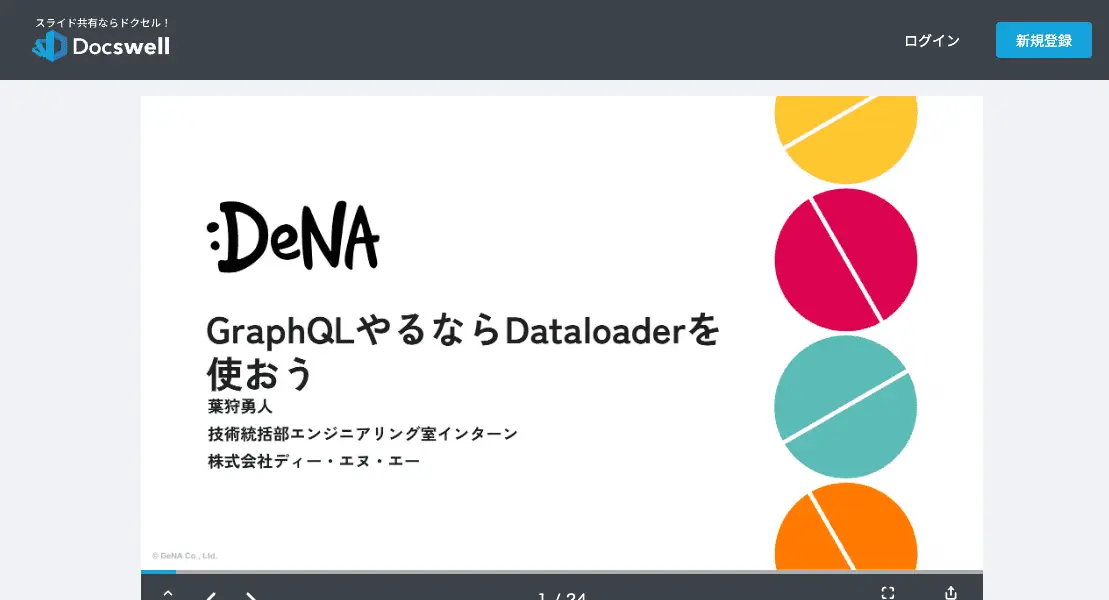 スライド共有ならドクセル！
Docswell
ログイン
新規登録
:DeNA
GraphQLやるならDataloaderを
使おう
葉狩勇人
技術統括部エンジニアリング室インターン
株式会社ディー・エヌ・エー
© DeNA Co., Ltd.
1 / 24